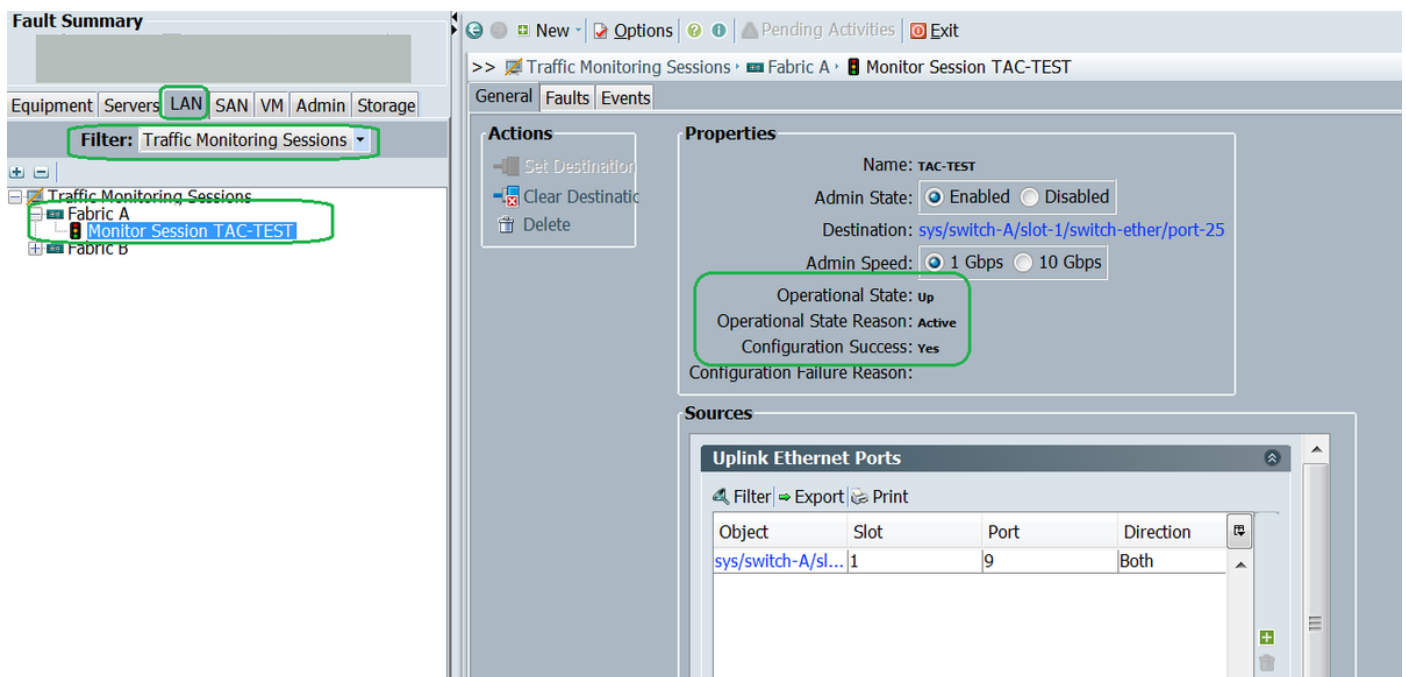 Fault Summary
Equipment Servers LAN SAN VM Admin Storage
Filter: Traffic Monitoring Sessions
Traffic Monitoring Sessions
Fabric A
Monitor Session TAC-TEST
Fabric B
New Options Pending Activities Exit
>> Traffic Monitoring Sessions Fabric A Monitor Session TAC-TEST
General Faults Events
Actions
Set Destination
Clear Destinatic
Delete
Properties
Name: TAC-TEST
Admin State: Enabled Disabled
Destination: sys/switch-A/slot-1/switch-ether/port-25
Admin Speed: 1 Gbps 10 Gbps
Operational State: Up
Operational State Reason: Active
Configuration Success: Yes
Configuration Failure Reason:
Sources
Uplink Ethernet Ports
Filter Export Print
Object Slot Port Direction
sys/switch-A/sl... 1 9 Both